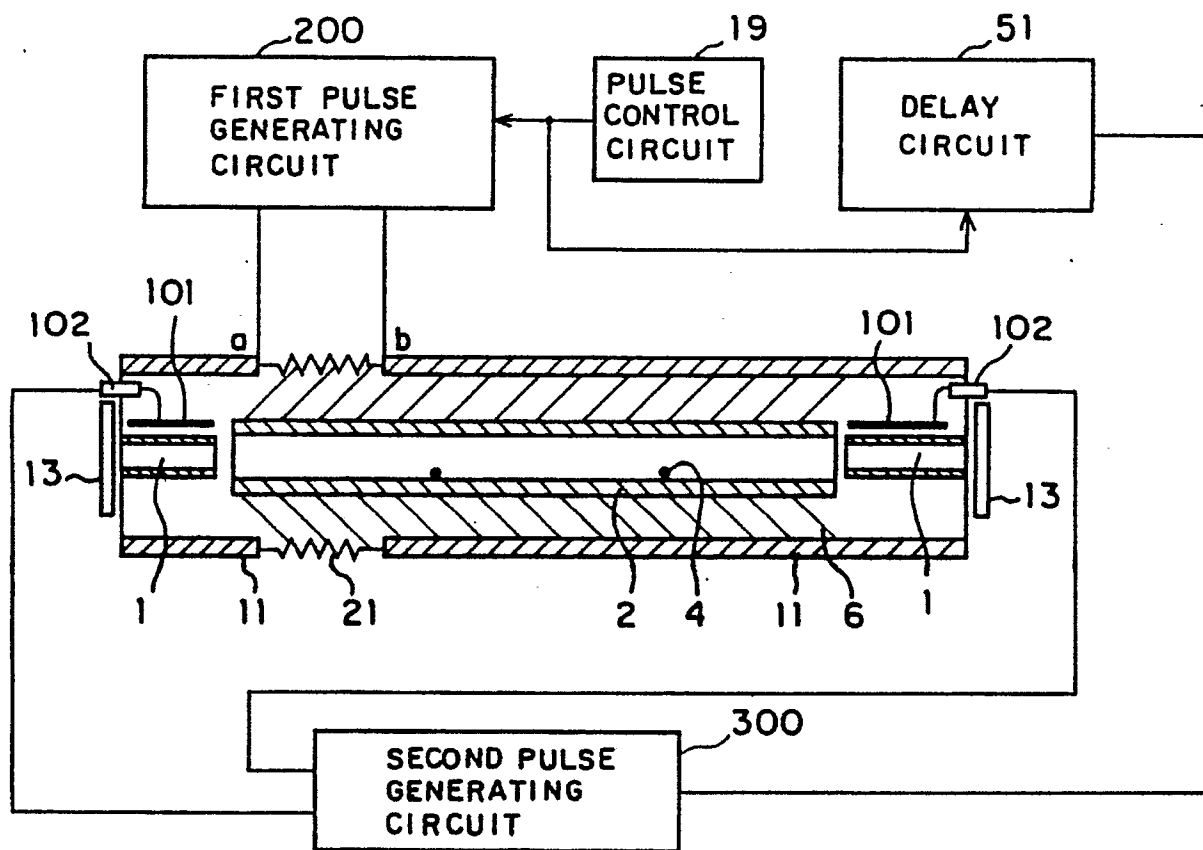 200
19
51
FIRST PULSE
GENERATING
CIRCUIT
PULSE
CONTROL
CIRCUIT
DELAY
CIRCUIT
102
101
a
b
101
102
13
13
1
11
21
2
4
11
6
1
300
SECOND PULSE
GENERATING
CIRCUIT